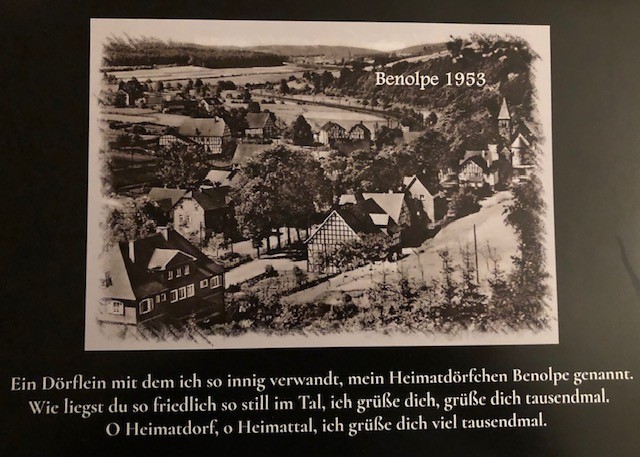 Benolpe 1953
Ein Dörflein mit dem ich so innig verwandt, mein Heimatdörfchen Benolpe genannt.
Wie liegst du so friedlich so still im Tal, ich grüße dich, grüße dich tausendmal.
O Heimatdorf, o Heimattal, ich grüße dich viel tausendmal.